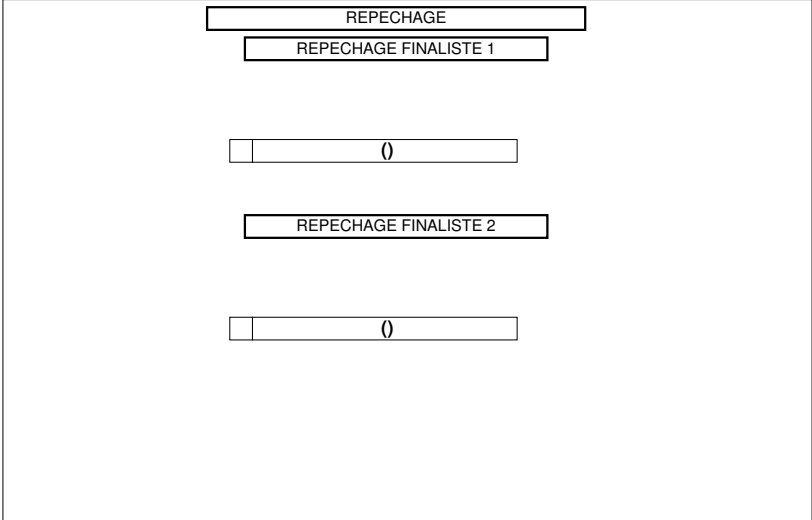 REPECHAGE
REPECHAGE FINALISTE 1
()
REPECHAGE FINALISTE 2
()